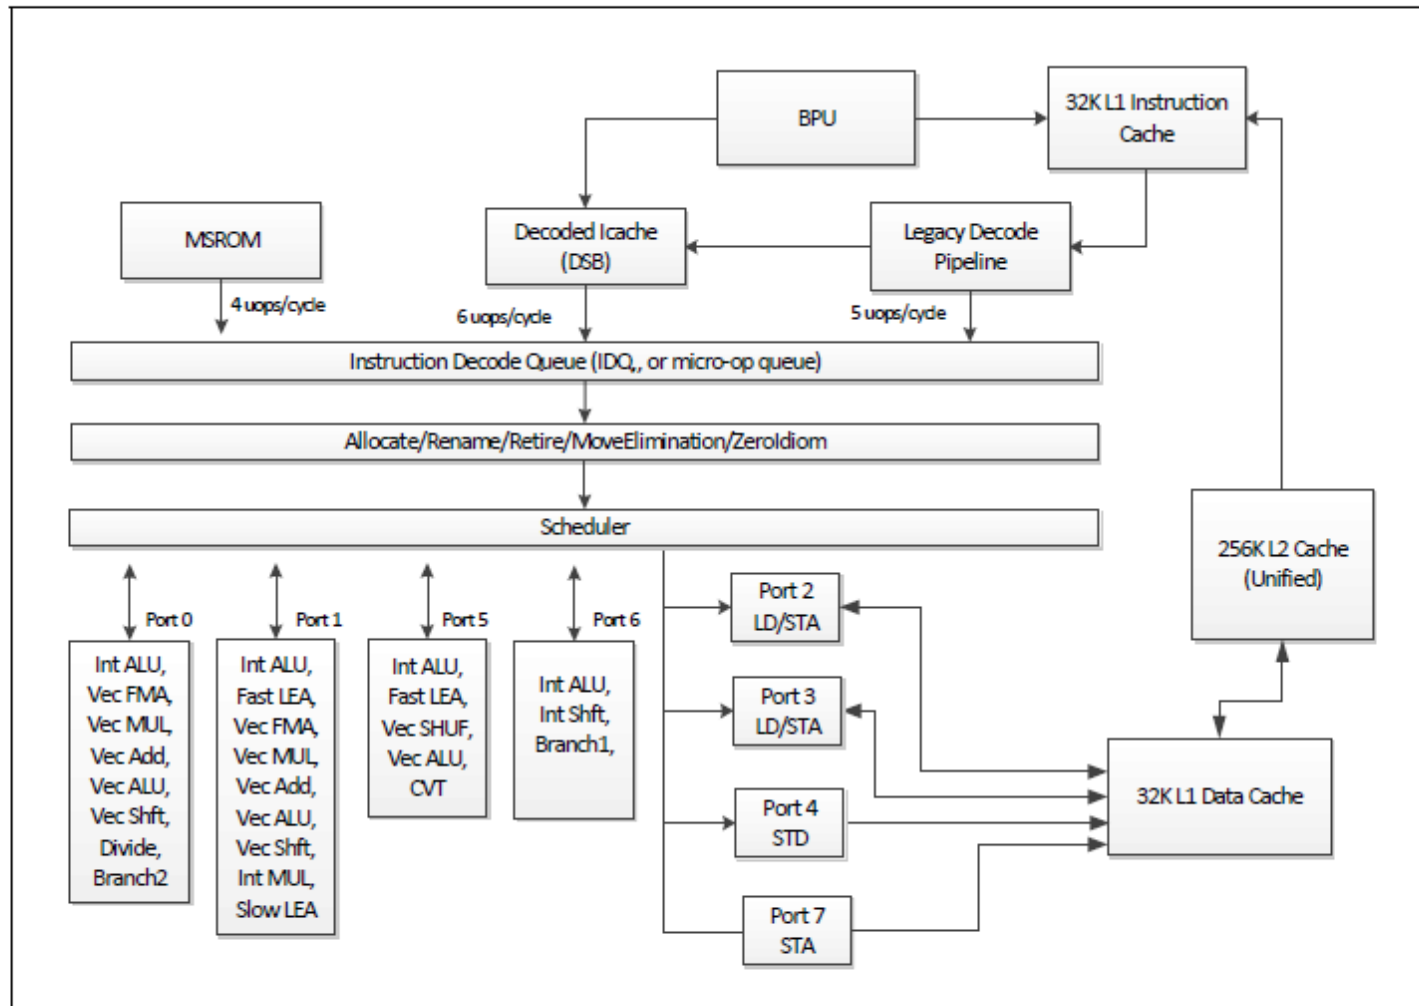 BPU
32K L1 Instruction
Cache
MSROM
Decoded Icache
(DSB)
Legacy Decode
Pipeline
4 uops/cycle
6 uops/cycle
5 uops/cycle
Instruction Decode Queue (IDQ,, or micro-op queue)
Allocate/Rename/Retire/MoveElimination/ZeroIdiom
Scheduler
256K L2 Cache
(Unified)
Port 0
Int ALU,
Vec FMA,
Vec MUL,
Vec Add,
Vec ALU,
Vec Shft,
Divide,
Branch2
Port 1
Int ALU,
Fast LEA,
Vec FMA,
Vec MUL,
Vec Add,
Vec ALU,
Vec Shft,
Int MUL,
Slow LEA
Port 5
Int ALU,
Fast LEA,
Vec SHUF,
Vec ALU,
CVT
Port 6
Int ALU,
Int Shft,
Branch1,
Port 2
LD/STA
Port 3
LD/STA
Port 4
STD
Port 7
STA
32K L1 Data Cache